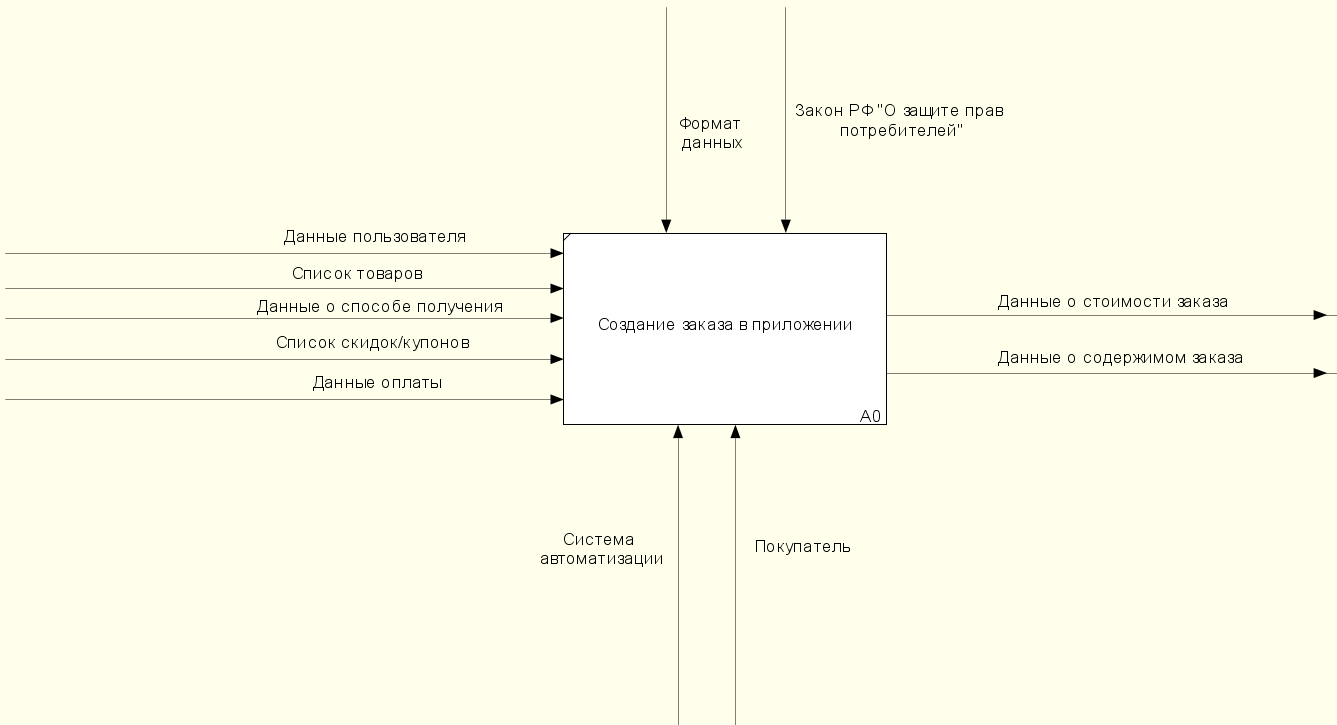 Формат
данных
Закон РФ "О защите прав
потребителей"
Данные пользователя
Список товаров
Данные о способе получения
Список скидок/купонов
Данные оплаты
Создание заказа в приложении
A0
Данные о стоимости заказа
Данные о содержимом заказа
Система
автоматизации
Покупатель